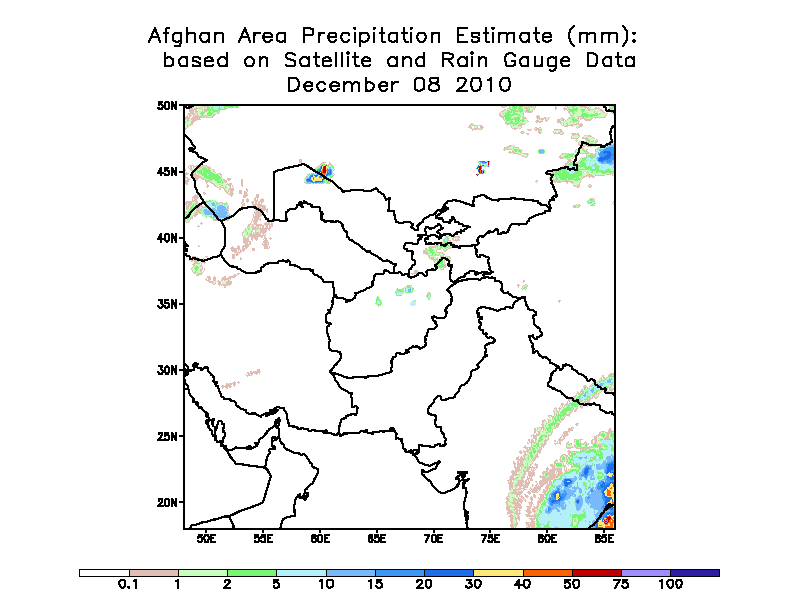 Afghan Area Precipitation Estimate (mm):
based on Satellite and Rain Gauge Data
December 08 2010
50N
45N
40N
35N
30N
25N
20N
50E 55E 60E 65E 70E 75E 80E 85E
0.1 1 2 5 10 15 20 30 40 50 75 100